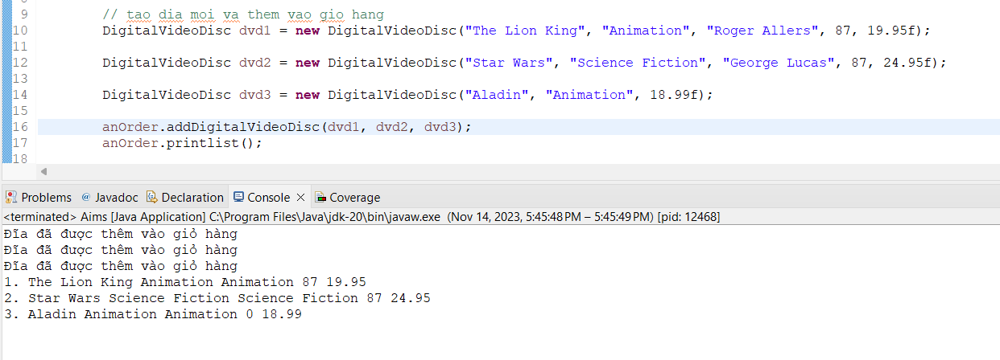 9 // tao dia moi va them vao gio hang
10 DigitalVideoDisc dvd1 = new DigitalVideoDisc("The Lion King", "Animation", "Roger Allers", 87, 19.95f);
11
12 DigitalVideoDisc dvd2 = new DigitalVideoDisc("Star Wars", "Science Fiction", "George Lucas", 87, 24.95f);
13
14 DigitalVideoDisc dvd3 = new DigitalVideoDisc("Aladin", "Animation", 18.99f);
15
16 anOrder.addDigitalVideoDisc(dvd1, dvd2, dvd3);
17 anOrder.printlist();
18
Problems @ Javadoc Declaration Console Coverage
<terminated> Aims [Java Application] C:\Program Files\Java\jdk-20\bin\javaw.exe (Nov 14, 2023, 5:45:48 PM – 5:45:49 PM) [pid: 12468]
Đĩa đã được thêm vào giỏ hàng
Đĩa đã được thêm vào giỏ hàng
Đĩa đã được thêm vào giỏ hàng
1. The Lion King Animation Animation 87 19.95
2. Star Wars Science Fiction Science Fiction 87 24.95
3. Aladin Animation Animation 0 18.99